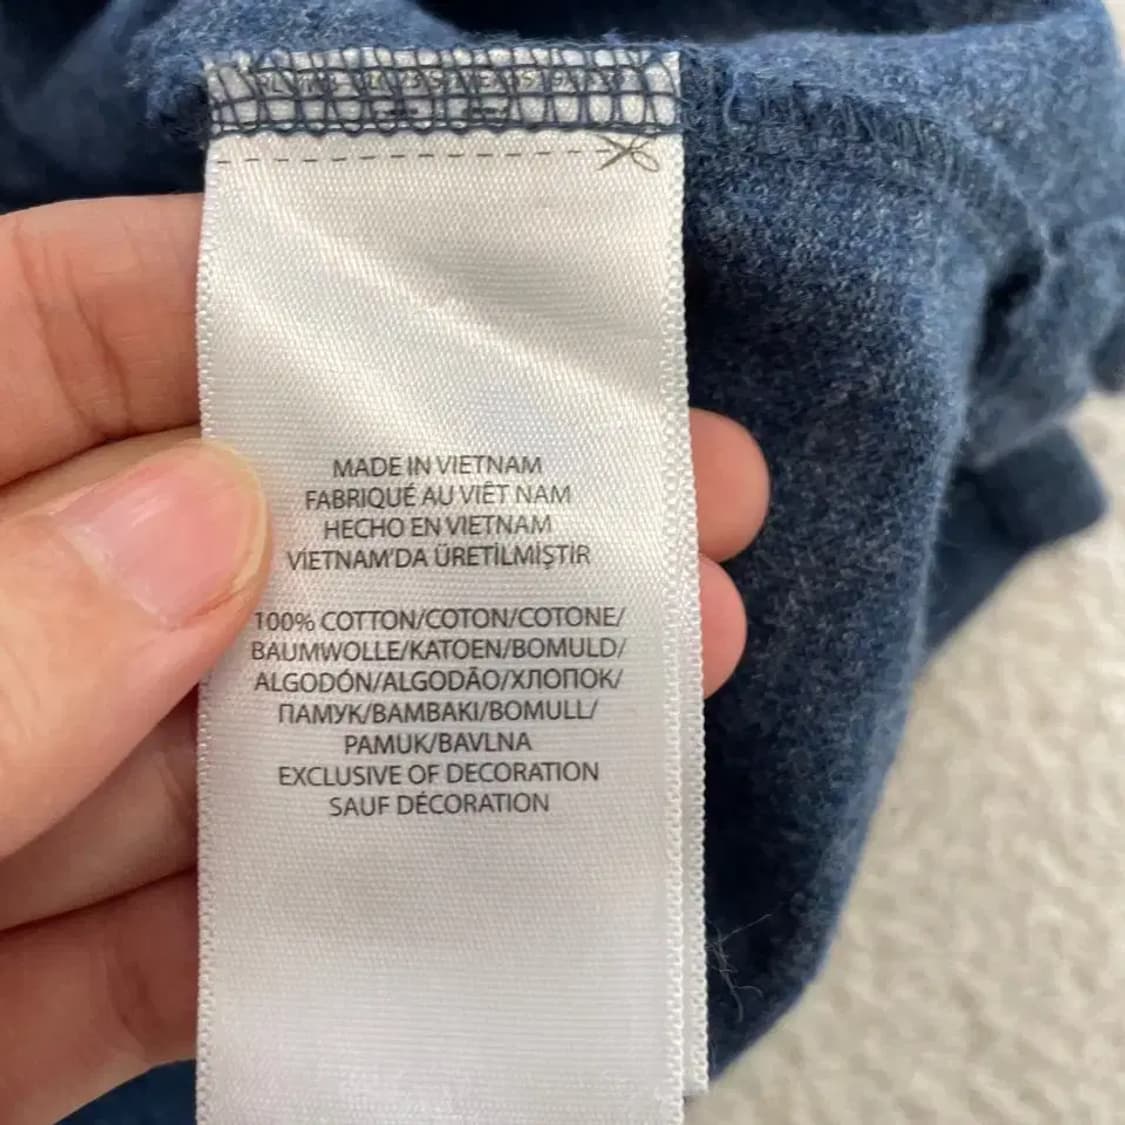 MADE IN VIETNAM
FABRIQUÉ AU VIÊT NAM
HECHO EN VIETNAM
VİETNAM'DA ÜRETİLMİŞTİR
100% COTTON/COTON/COTONE/
BAUMWOLLE/KATOEN/BOMULD/
ALGODÓN/ALGODÃO/ХЛОПОК/
ПАМУК/BAMBAKI/BOMULL/
PAMUK/BAVLNA
EXCLUSIVE OF DECORATION
SAUF DÉCORATION